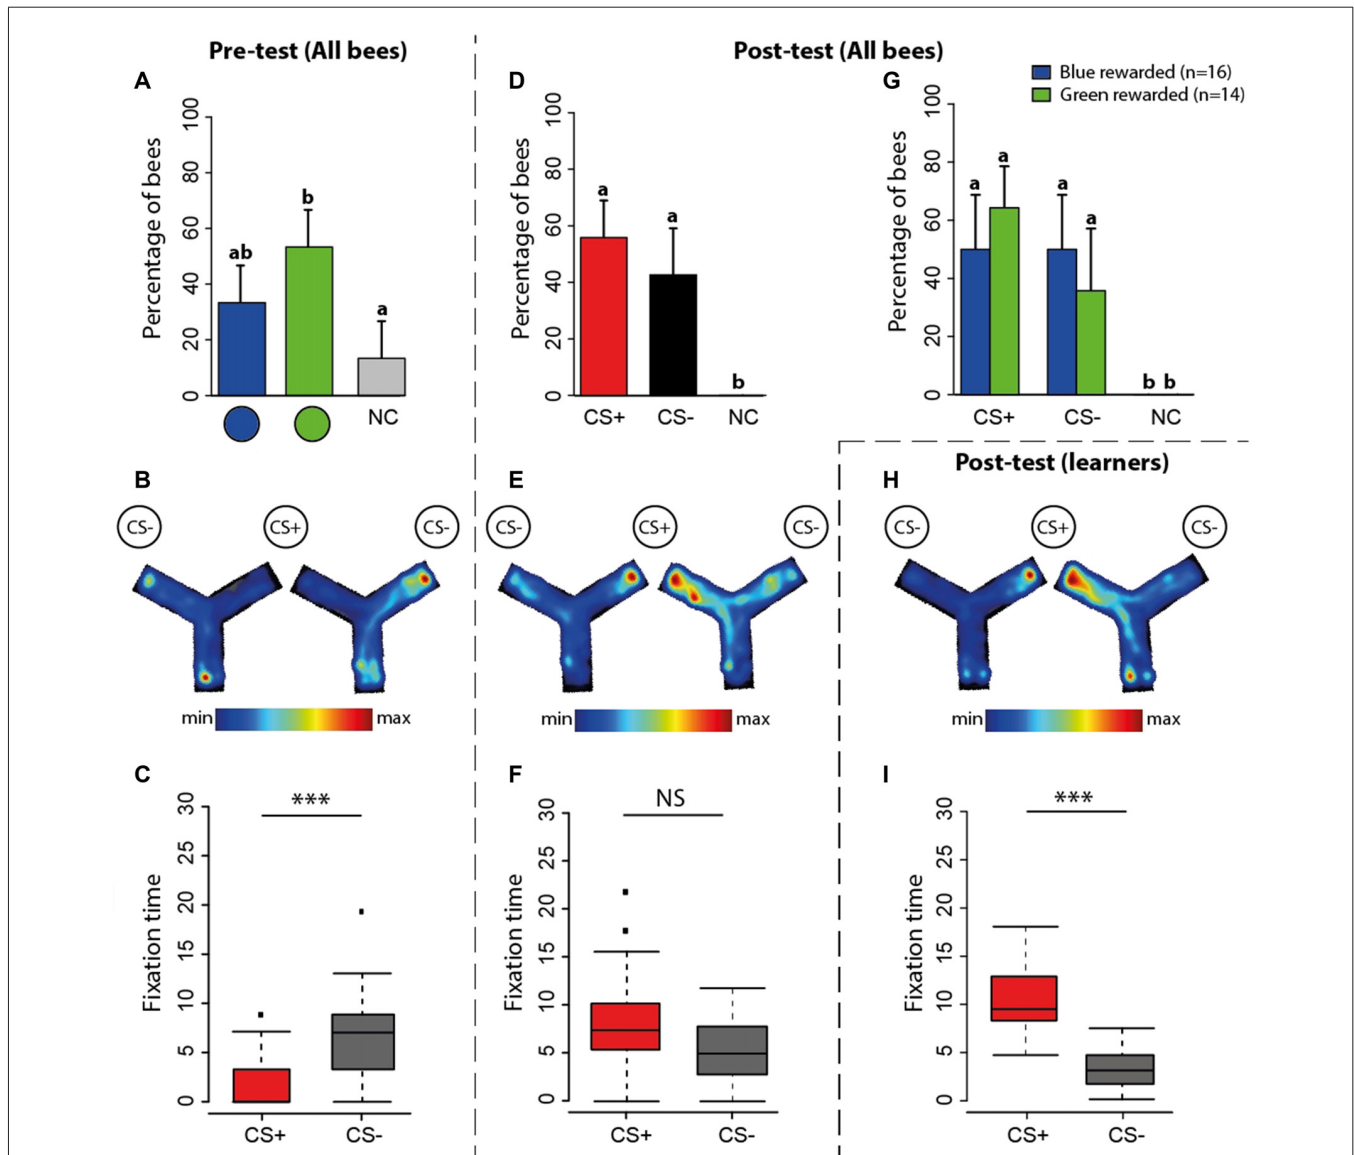 Pre-test (All bees)
Post-test (All bees)
A
Percentage of bees
0 20 40 60 80 100
ab
b
a
NC
D
Percentage of bees
0 20 40 60 80 100
a
a
b
CS+ CS- NC
G
Blue rewarded (n=16)
Green rewarded (n=14)
Percentage of bees
0 20 40 60 80 100
a
a
a
a
b b
CS+ CS- NC
Post-test (learners)
B
CS- CS+ CS-
min max
E
CS- CS+ CS-
min max
H
CS- CS+ CS-
min max
C
Fixation time
0 5 10 15 20 25 30
***
CS+ CS-
F
Fixation time
0 5 10 15 20 25 30
NS
CS+ CS-
I
Fixation time
0 5 10 15 20 25 30
***
CS+ CS-